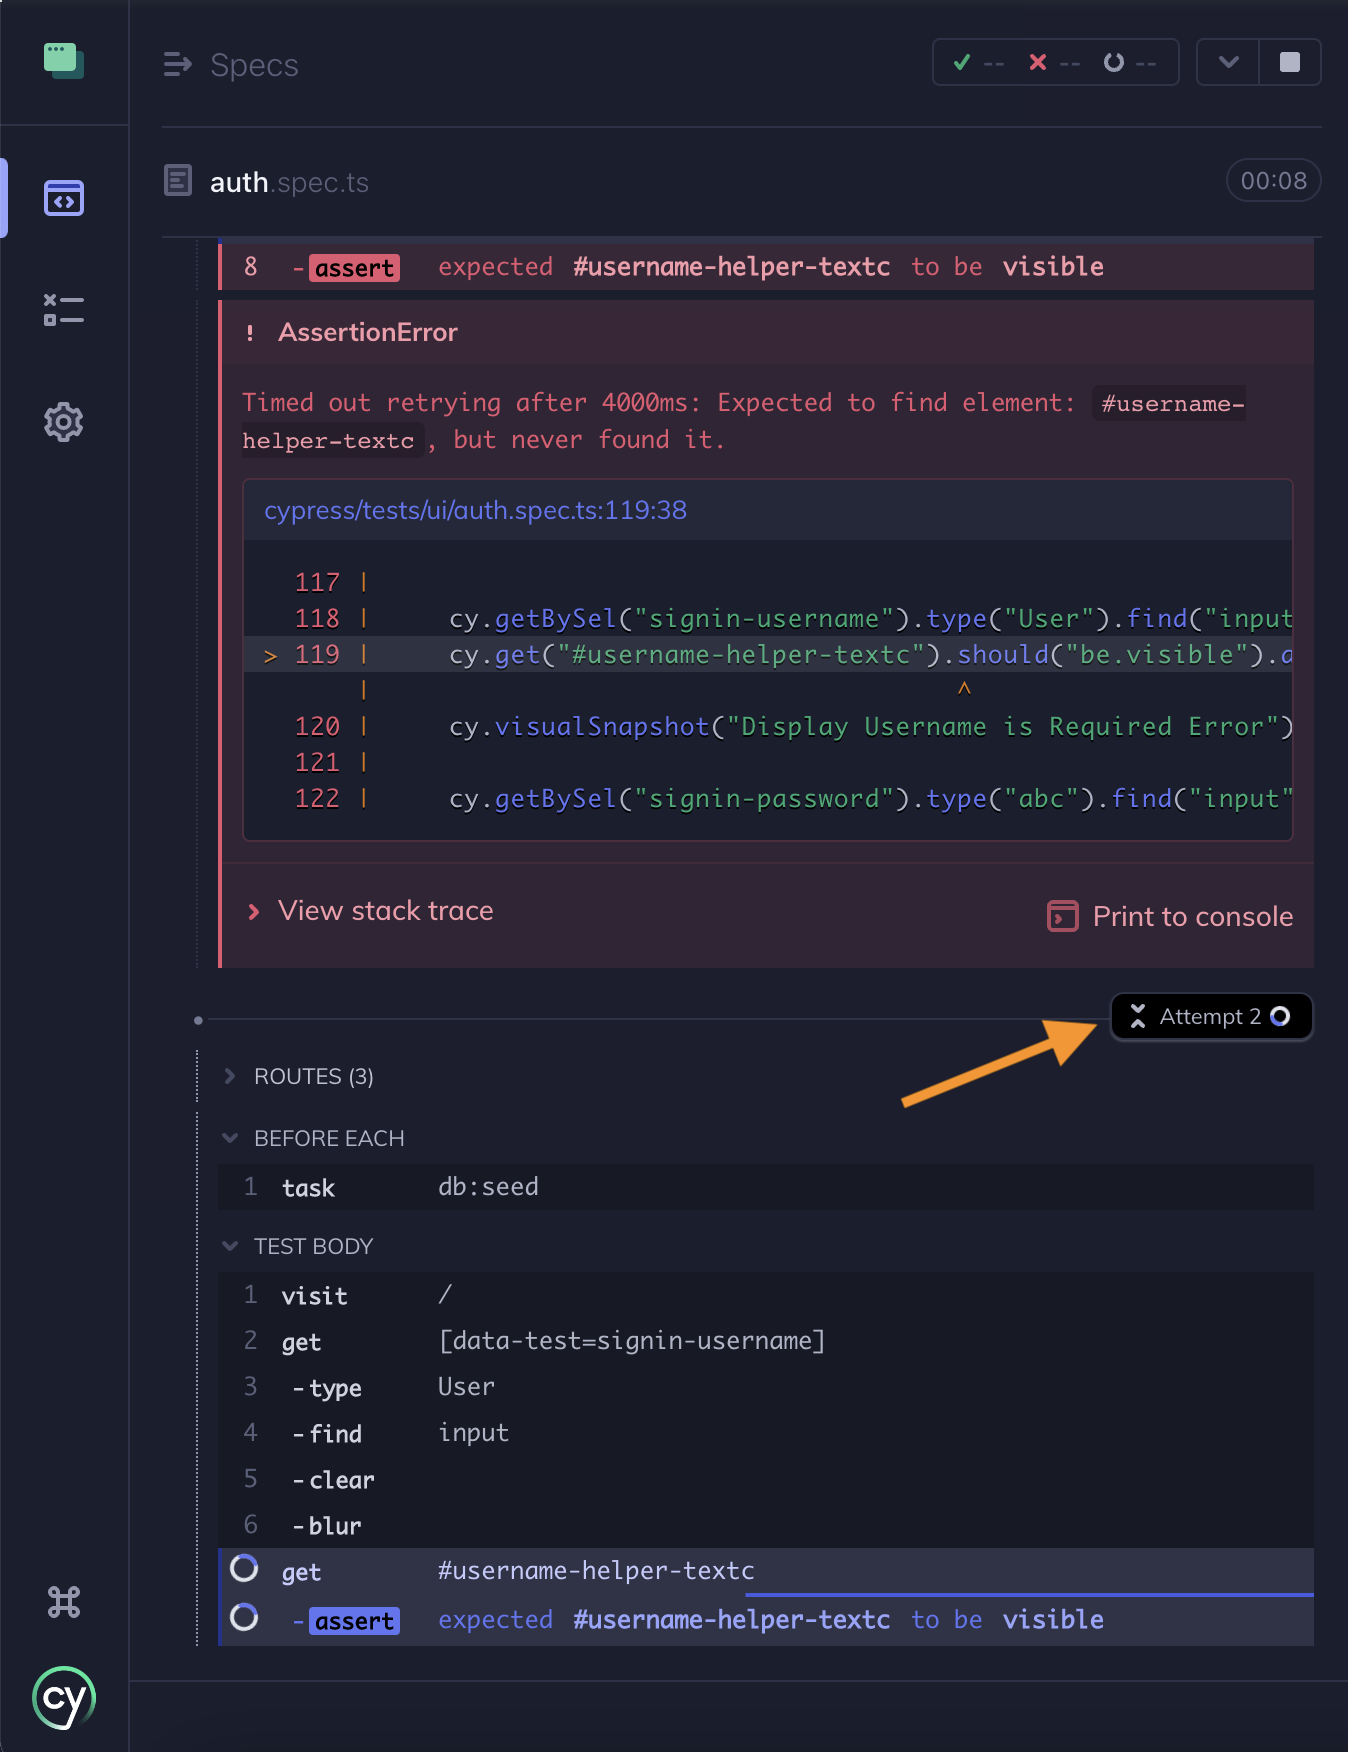 Specs
-- -- --
auth.spec.ts
00:08
8 -assert expected #username-helper-textc to be visible
! AssertionError
Timed out retrying after 4000ms: Expected to find element: #username-
helper-textc, but never found it.
cypress/tests/ui/auth.spec.ts:119:38
117 |
118 | cy.getBySel("signin-username").type("User").find("input
> 119 | cy.get("#username-helper-textc").should("be.visible").a
| ^
120 | cy.visualSnapshot("Display Username is Required Error")
121 |
122 | cy.getBySel("signin-password").type("abc").find("input"
View stack trace
Print to console
Attempt 2
ROUTES (3)
BEFORE EACH
1 task db:seed
TEST BODY
1 visit /
2 get [data-test=signin-username]
3 -type User
4 -find input
5 -clear
6 -blur
get #username-helper-textc
-assert expected #username-helper-textc to be visible
cy